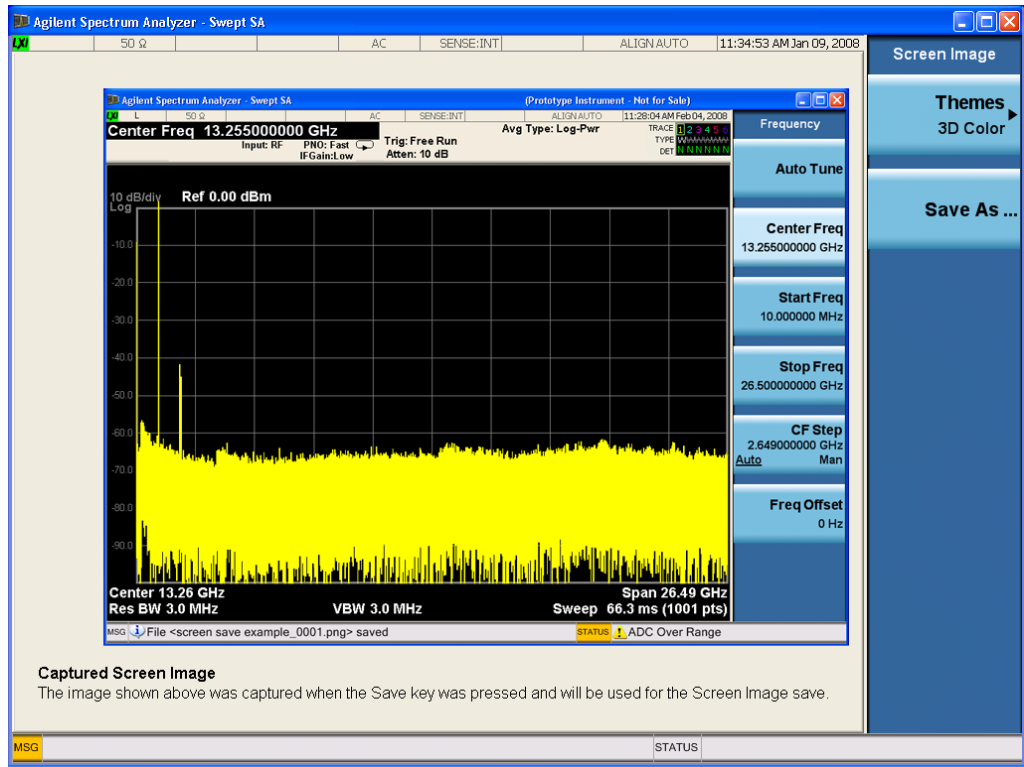 Agilent Spectrum Analyzer - Swept SA
LXI 50 Ω AC SENSE:INT ALIGN AUTO 11:34:53 AM Jan 09, 2008
Screen Image
Themes
3D Color
Save As ...
Agilent Spectrum Analyzer - Swept SA (Prototype Instrument - Not for Sale)
LXI L 50 Ω AC SENSE:INT ALIGN AUTO 11:28:04 AM Feb 04, 2008
Center Freq 13.255000000 GHz
Input: RF PNO: Fast
IFGain:Low
Trig: Free Run
Atten: 10 dB
Avg Type: Log-Pwr
TRACE 1 2 3 4 5 6
TYPE WWWWWW
DET N N N N N N
Frequency
Auto Tune
Center Freq
13.255000000 GHz
Start Freq
10.000000 MHz
Stop Freq
26.500000000 GHz
CF Step
2.649000000 GHz
Auto Man
Freq Offset
0 Hz
10 dB/div Ref 0.00 dBm
Log
-10.0
-20.0
-30.0
-40.0
-50.0
-60.0
-70.0
-80.0
-90.0
Center 13.26 GHz Span 26.49 GHz
Res BW 3.0 MHz VBW 3.0 MHz Sweep 66.3 ms (1001 pts)
MSG File <screen save example_0001.png> saved STATUS ADC Over Range
Captured Screen Image
The image shown above was captured when the Save key was pressed and will be used for the Screen Image save.
MSG STATUS